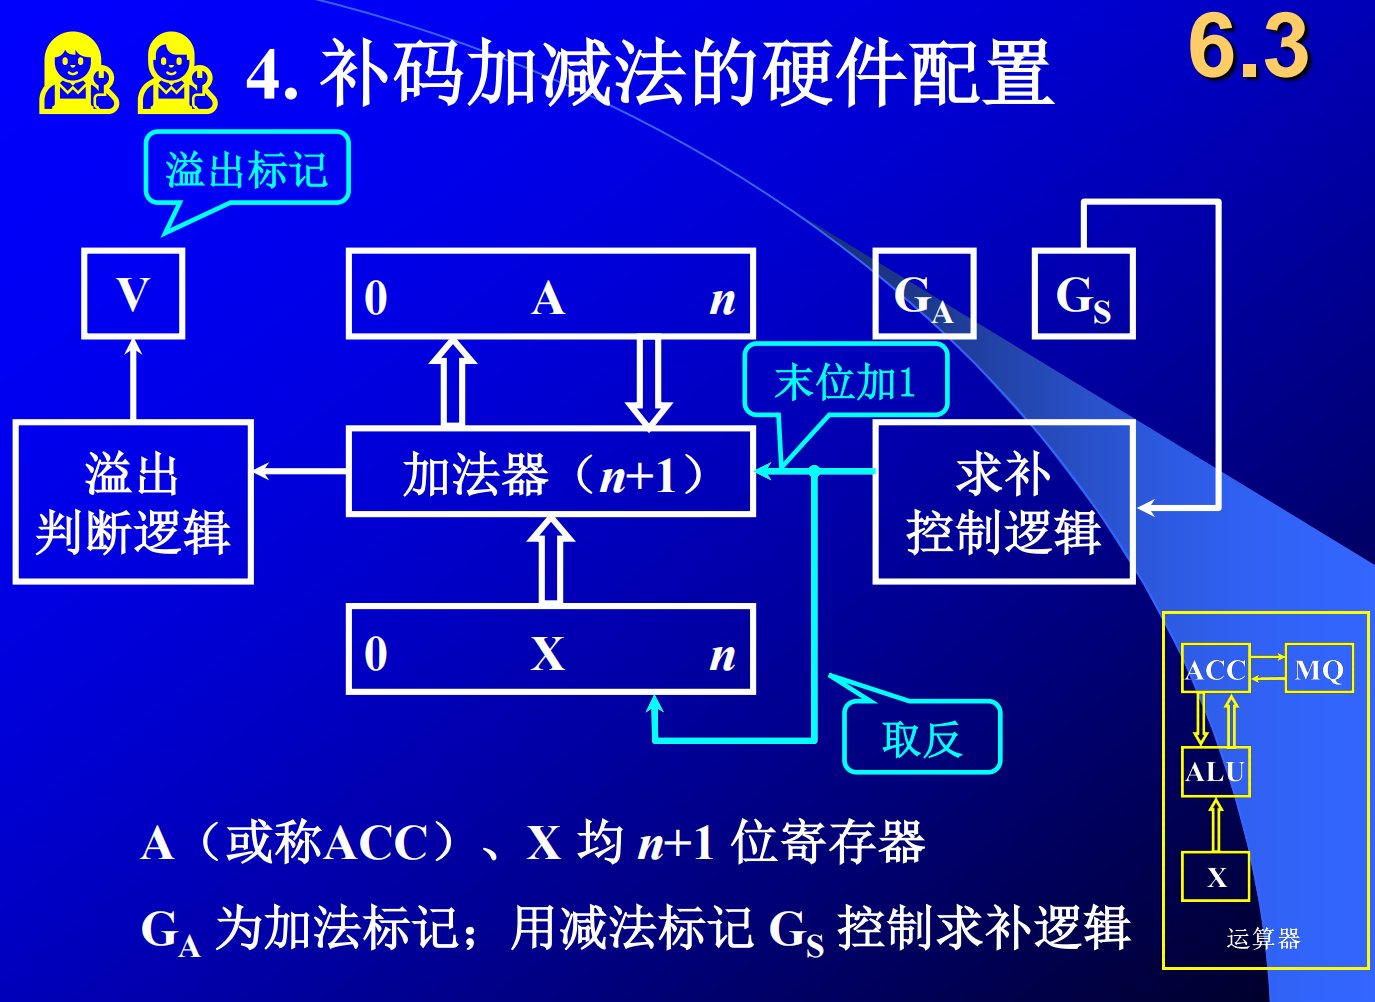 4. 补码加减法的硬件配置
6.3
溢出标记
V
0 A n
GA
GS
末位加1
溢出
判断逻辑
加法器（n+1）
求补
控制逻辑
0 X n
取反
ACC
MQ
ALU
X
运算器
A（或称ACC）、X 均 n+1 位寄存器
GA 为加法标记；用减法标记 GS 控制求补逻辑